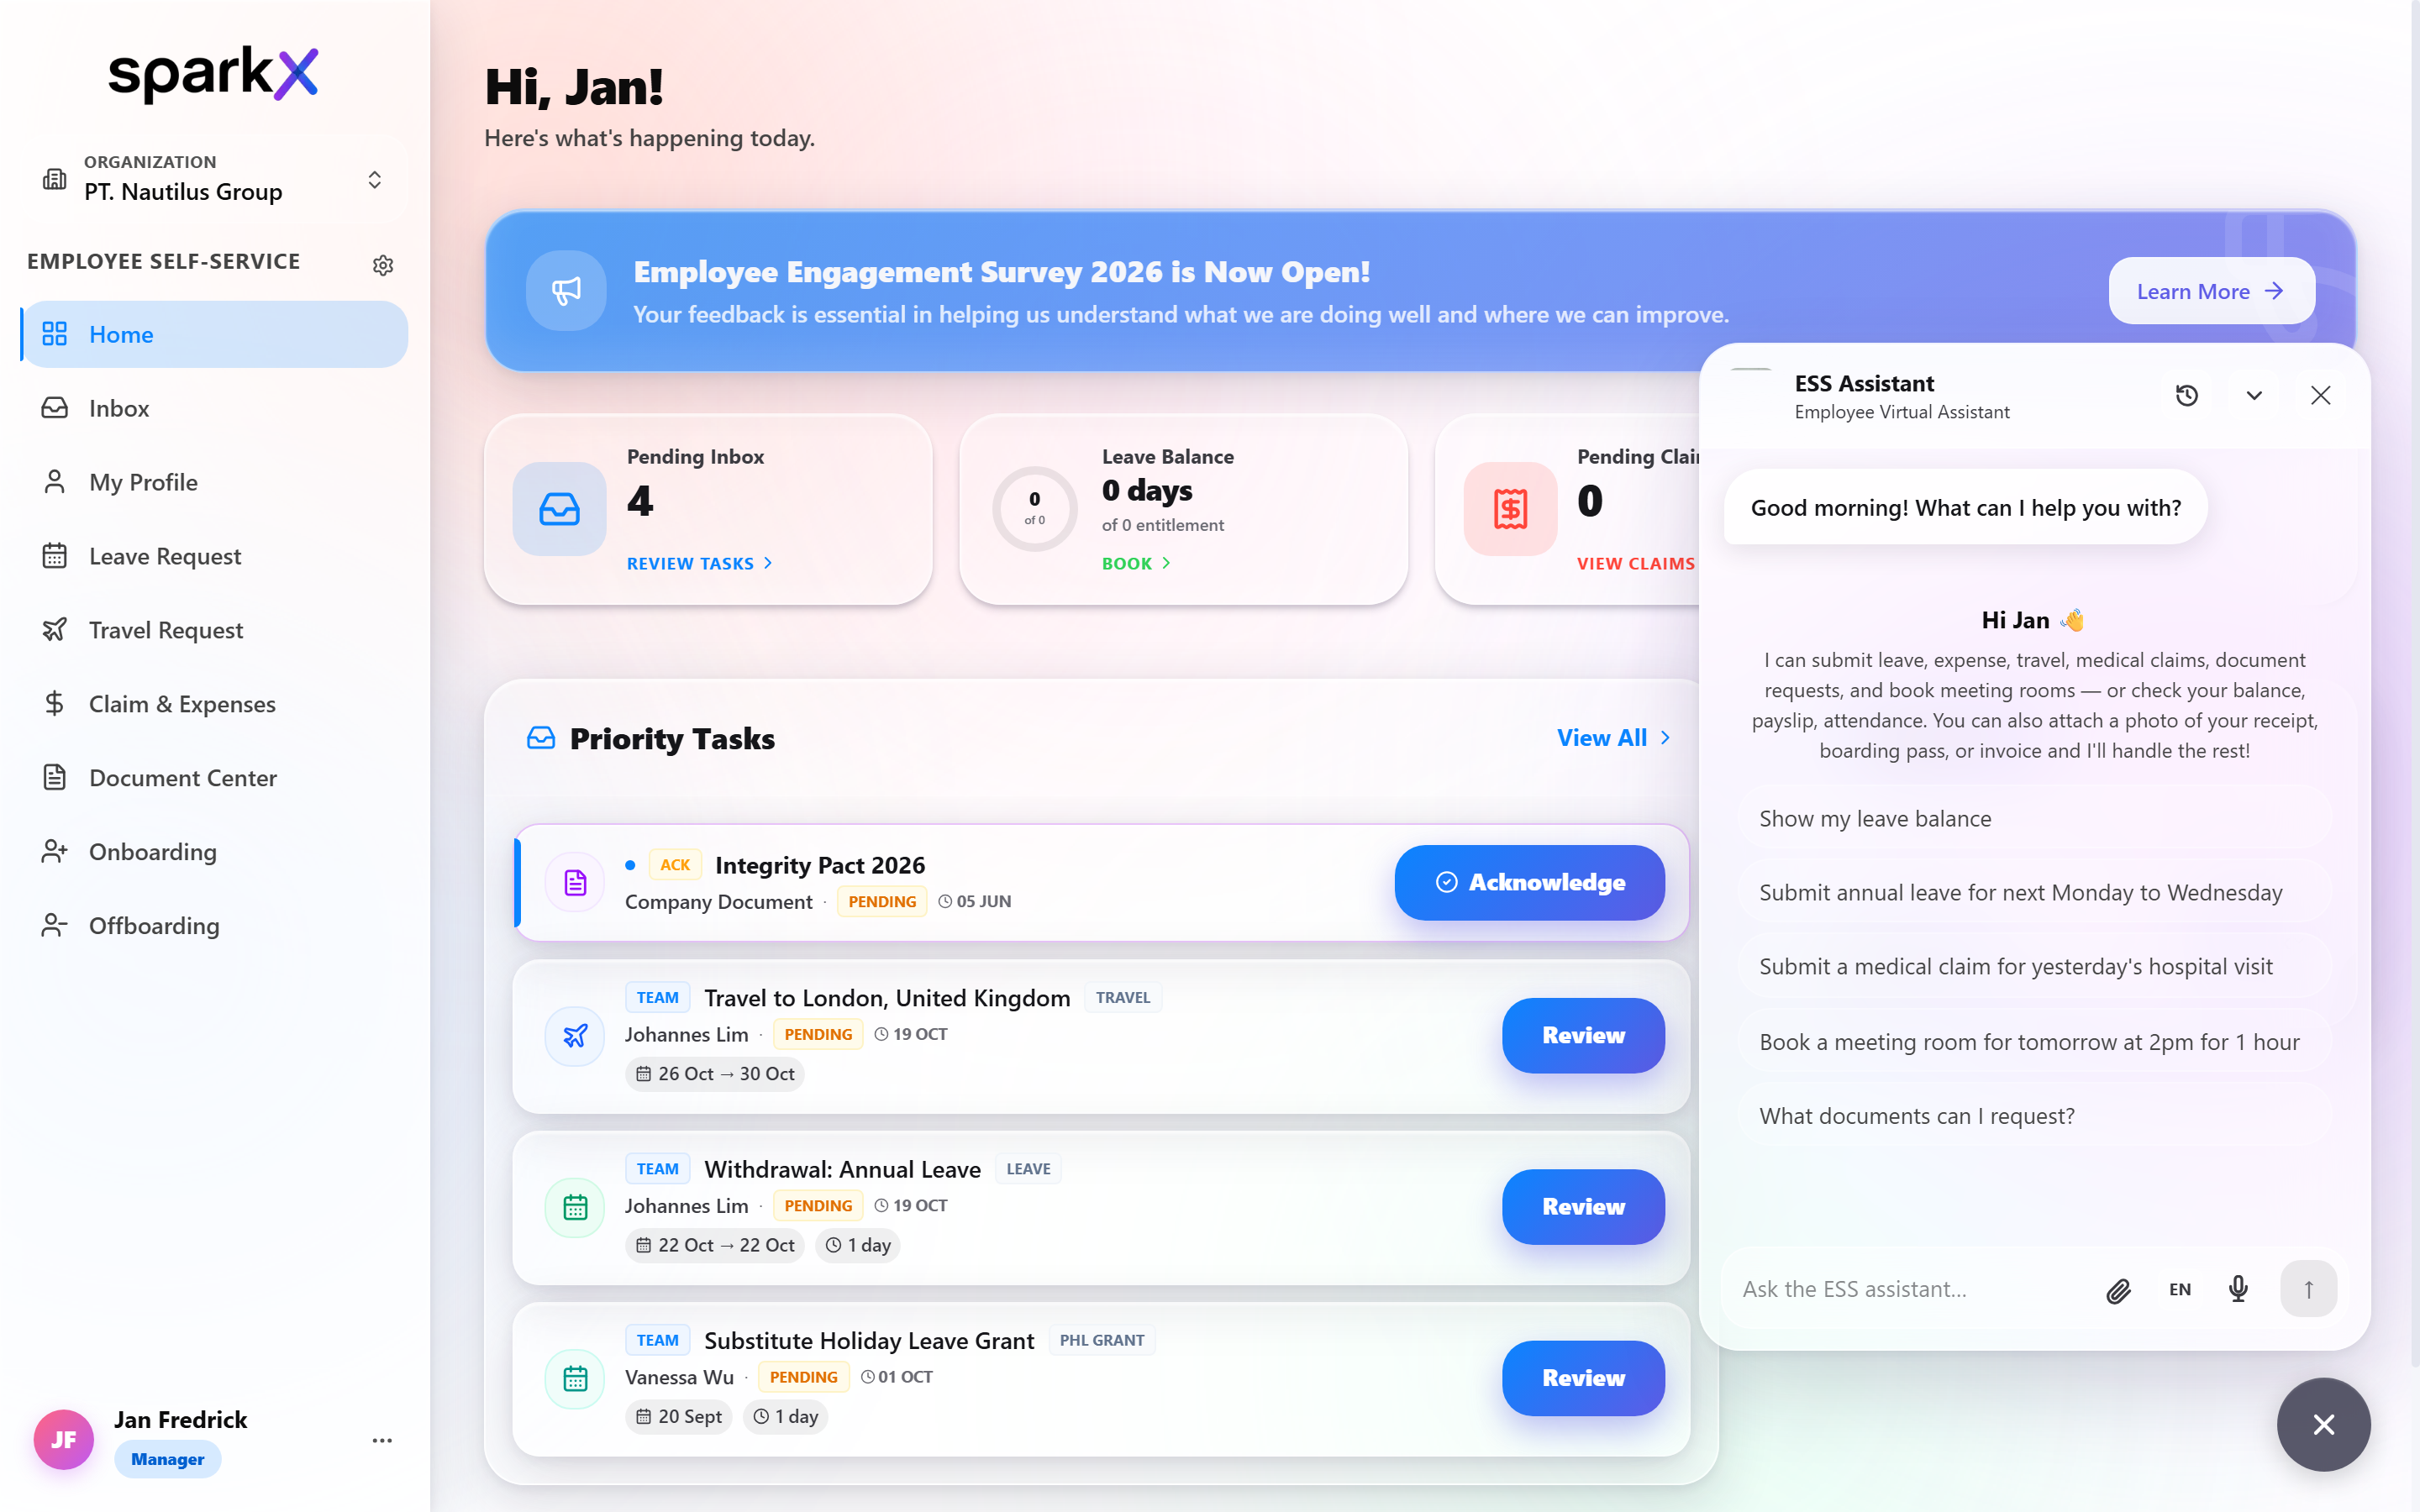 sparkX
ORGANIZATION
PT. Nautilus Group
EMPLOYEE SELF-SERVICE
Home
Inbox
My Profile
Leave Request
Travel Request
Claim & Expenses
Document Center
Onboarding
Offboarding
JF
Jan Fredrick
Manager
Hi, Jan!
Here's what's happening today.
Employee Engagement Survey 2026 is Now Open!
Your feedback is essential in helping us understand what we are doing well and where we can improve.
Learn More
Pending Inbox
4
REVIEW TASKS
0
of 0
Leave Balance
0 days
of 0 entitlement
BOOK
Pending Clai
0
VIEW CLAIMS
Priority Tasks
View All
ACK Integrity Pact 2026
Company Document · PENDING 05 JUN
Acknowledge
TEAM Travel to London, United Kingdom TRAVEL
Johannes Lim · PENDING 19 OCT
26 Oct → 30 Oct
Review
TEAM Withdrawal: Annual Leave LEAVE
Johannes Lim · PENDING 19 OCT
22 Oct → 22 Oct 1 day
Review
TEAM Substitute Holiday Leave Grant PHL GRANT
Vanessa Wu · PENDING 01 OCT
20 Sept 1 day
Review
ESS Assistant
Employee Virtual Assistant
Good morning! What can I help you with?
Hi Jan 👋
I can submit leave, expense, travel, medical claims, document
requests, and book meeting rooms — or check your balance,
payslip, attendance. You can also attach a photo of your receipt,
boarding pass, or invoice and I'll handle the rest!
Show my leave balance
Submit annual leave for next Monday to Wednesday
Submit a medical claim for yesterday's hospital visit
Book a meeting room for tomorrow at 2pm for 1 hour
What documents can I request?
Ask the ESS assistant...
EN